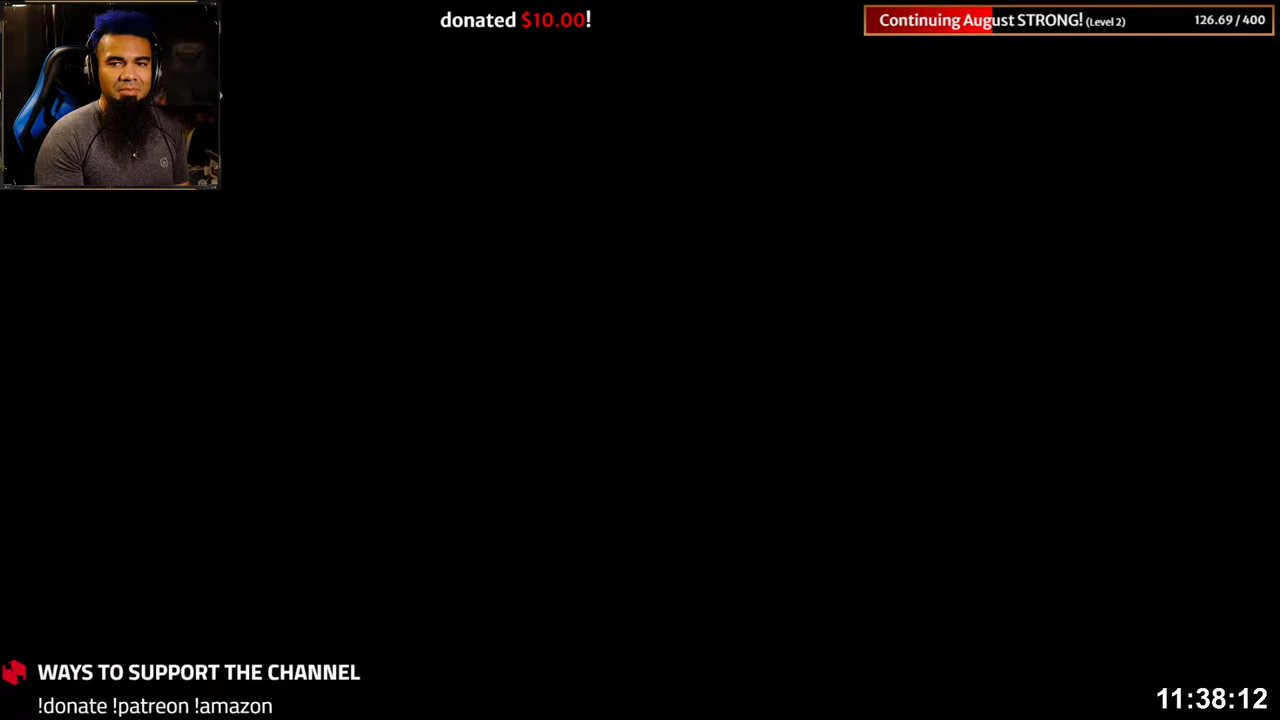 donated $10.00!
Continuing August STRONG! (Level 2) 126.69 / 400
WAYS TO SUPPORT THE CHANNEL
!donate !patreon !amazon
11:38:12